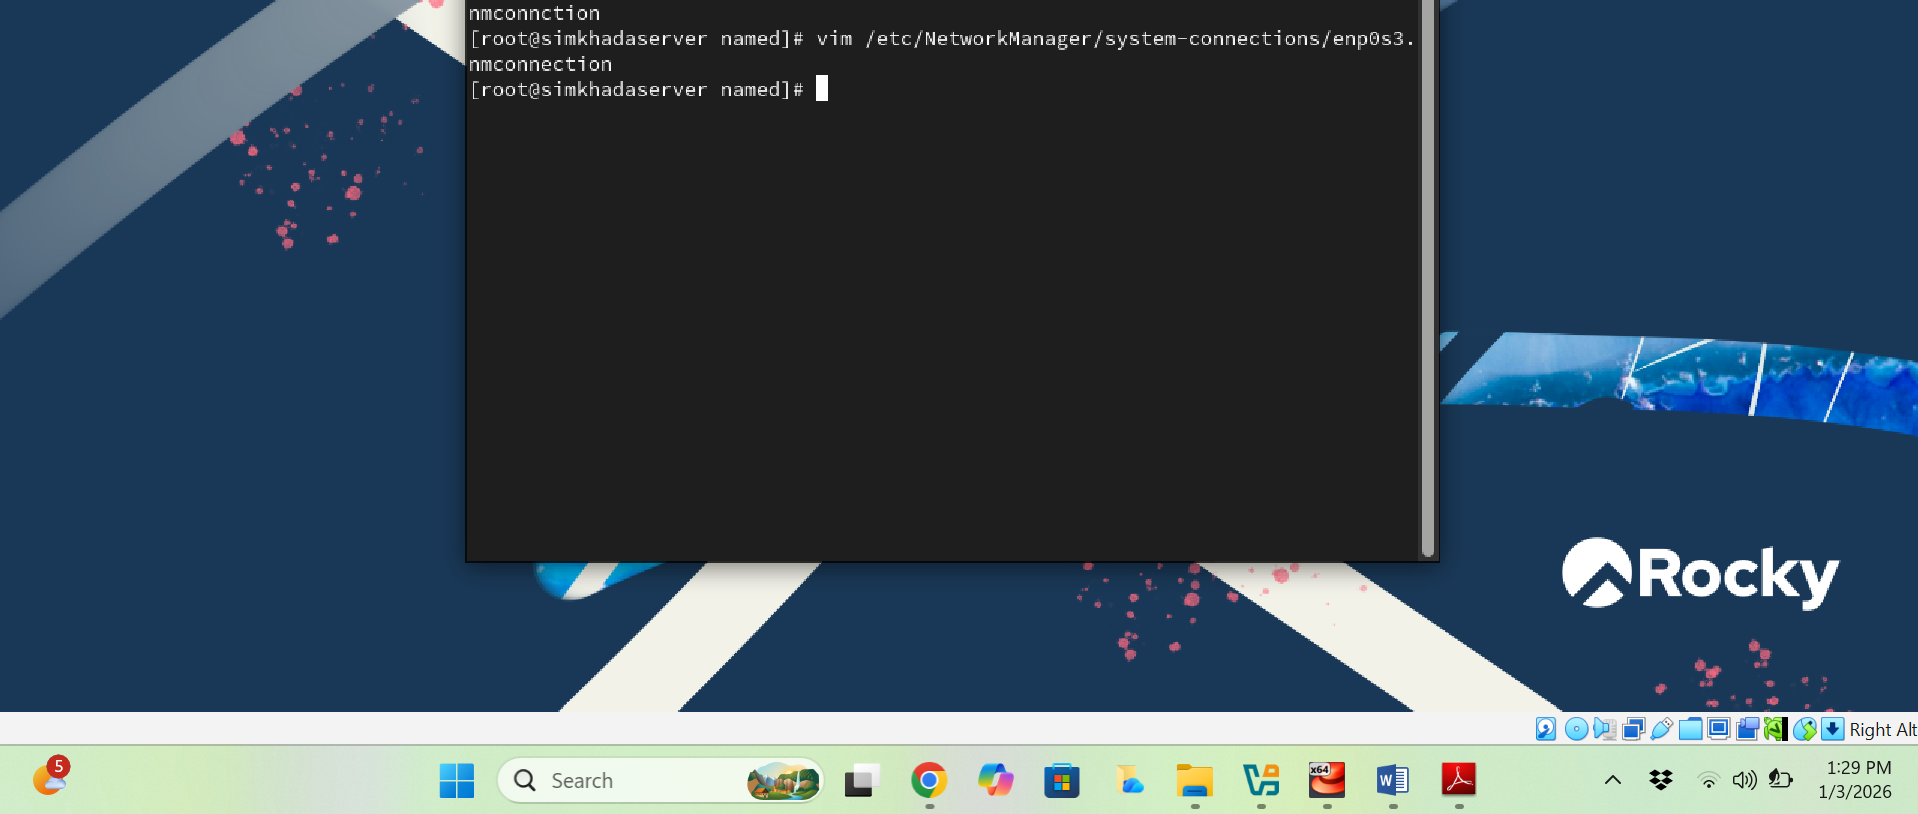 nmconnction
[root@simkhadaserver named]# vim /etc/NetworkManager/system-connections/enp0s3.
nmconnection
[root@simkhadaserver named]#
Rocky
Right Alt
5
Search
x64
1:29 PM
1/3/2026